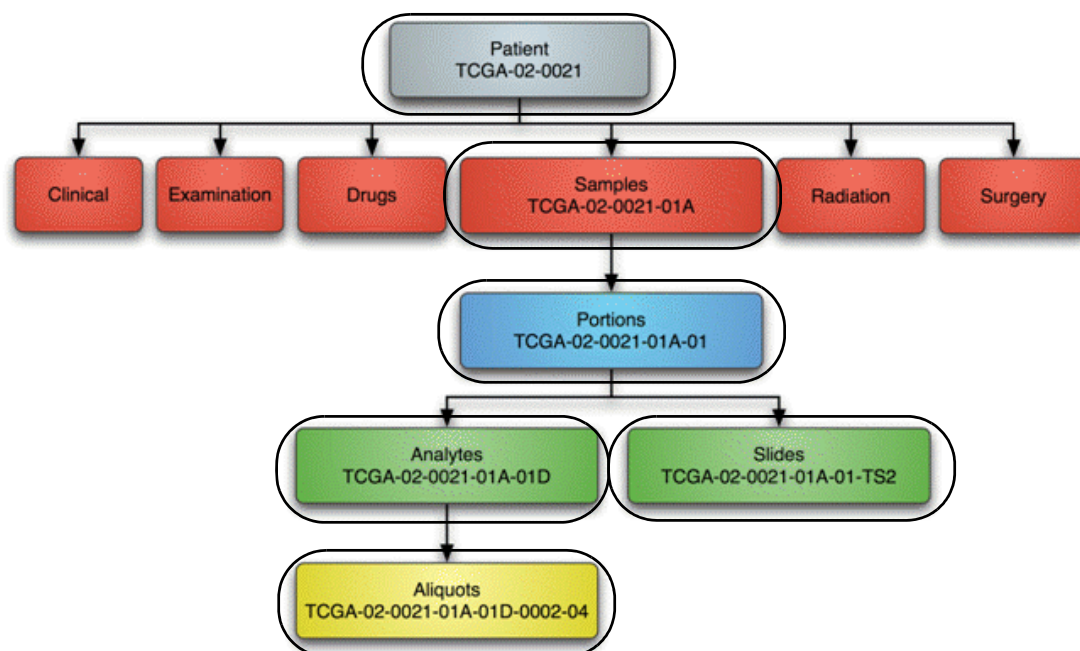 Patient
TCGA-02-0021
Clinical
Examination
Drugs
Samples
TCGA-02-0021-01A
Radiation
Surgery
Portions
TCGA-02-0021-01A-01
Analytes
TCGA-02-0021-01A-01D
Slides
TCGA-02-0021-01A-01-TS2
Aliquots
TCGA-02-0021-01A-01D-0002-04